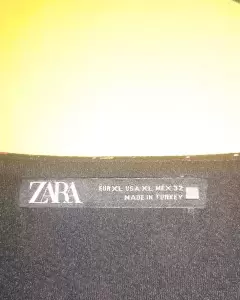 ZARA
EUR XL USA XL MEX 32
MADE IN TURKEY